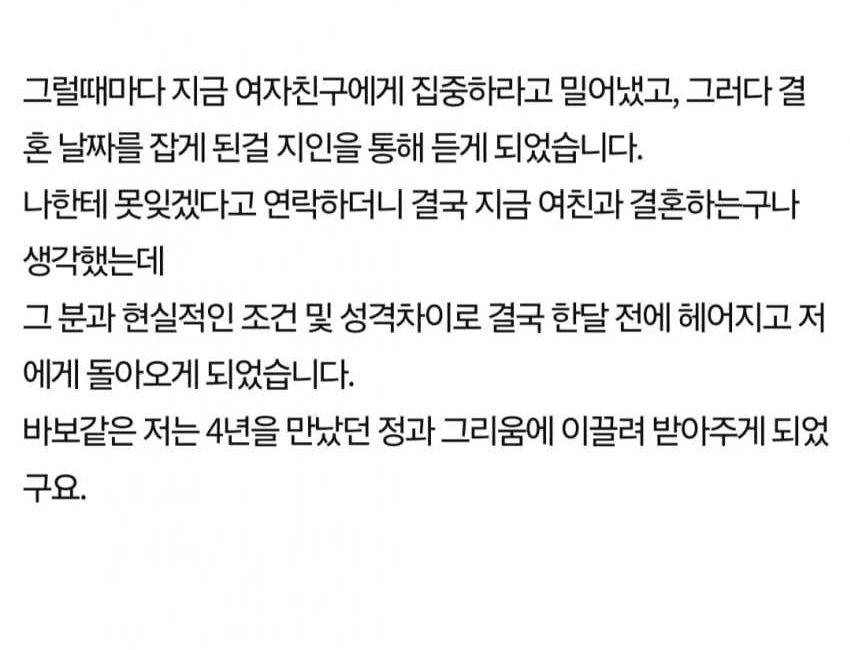 그럴때마다 지금 여자친구에게 집중하라고 밀어냈고, 그러다 결
혼 날짜를 잡게 된걸 지인을 통해 듣게 되었습니다.
나한테 못잊겠다고 연락하더니 결국 지금 여친과 결혼하는구나
생각했는데
그 분과 현실적인 조건 및 성격차이로 결국 한달 전에 헤어지고 저
에게 돌아오게 되었습니다.
바보같은 저는 4년을 만났던 정과 그리움에 이끌려 받아주게 되었
구요.